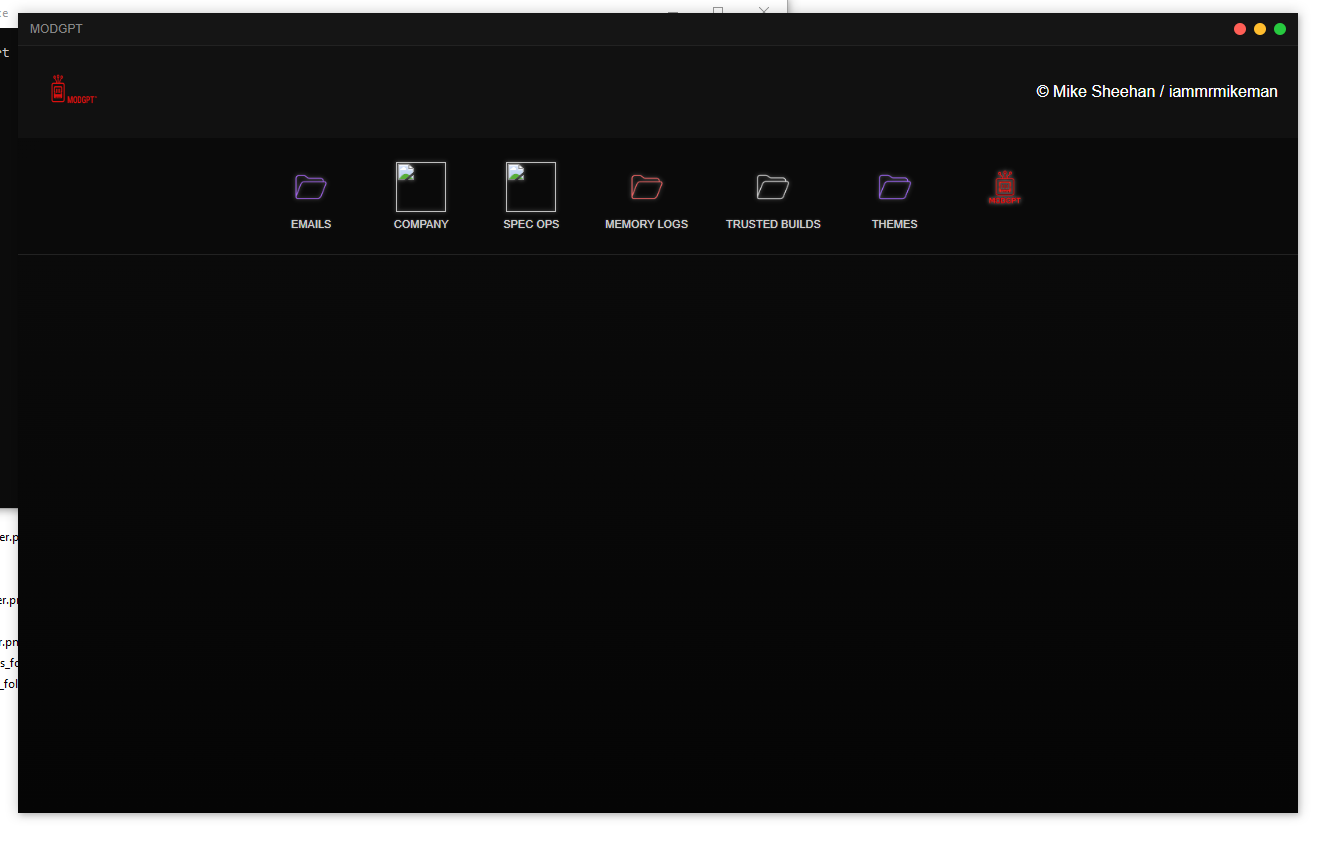 MODGPT
MODGPT
© Mike Sheehan / iammrmikeman
EMAILS
COMPANY
SPEC OPS
MEMORY LOGS
TRUSTED BUILDS
THEMES
MODGPT